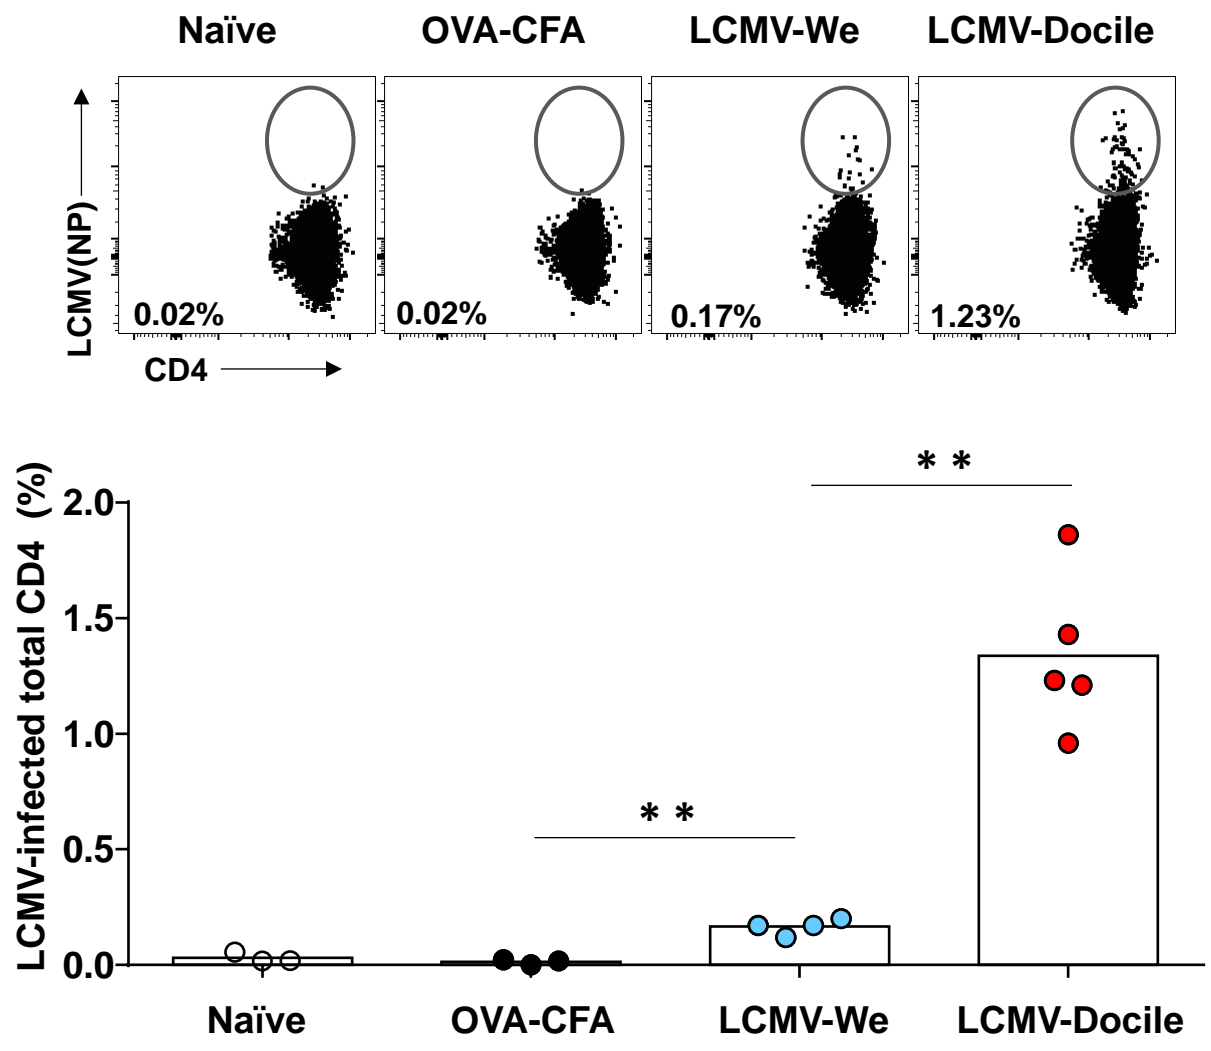 Naïve OVA-CFA LCMV-We LCMV-Docile
LCMV(NP)
0.02% 0.02% 0.17% 1.23%
CD4
LCMV-infected total CD4 (%)
* *
2.0
1.5
1.0
* *
0.5
0.0
Naïve OVA-CFA LCMV-We LCMV-Docile